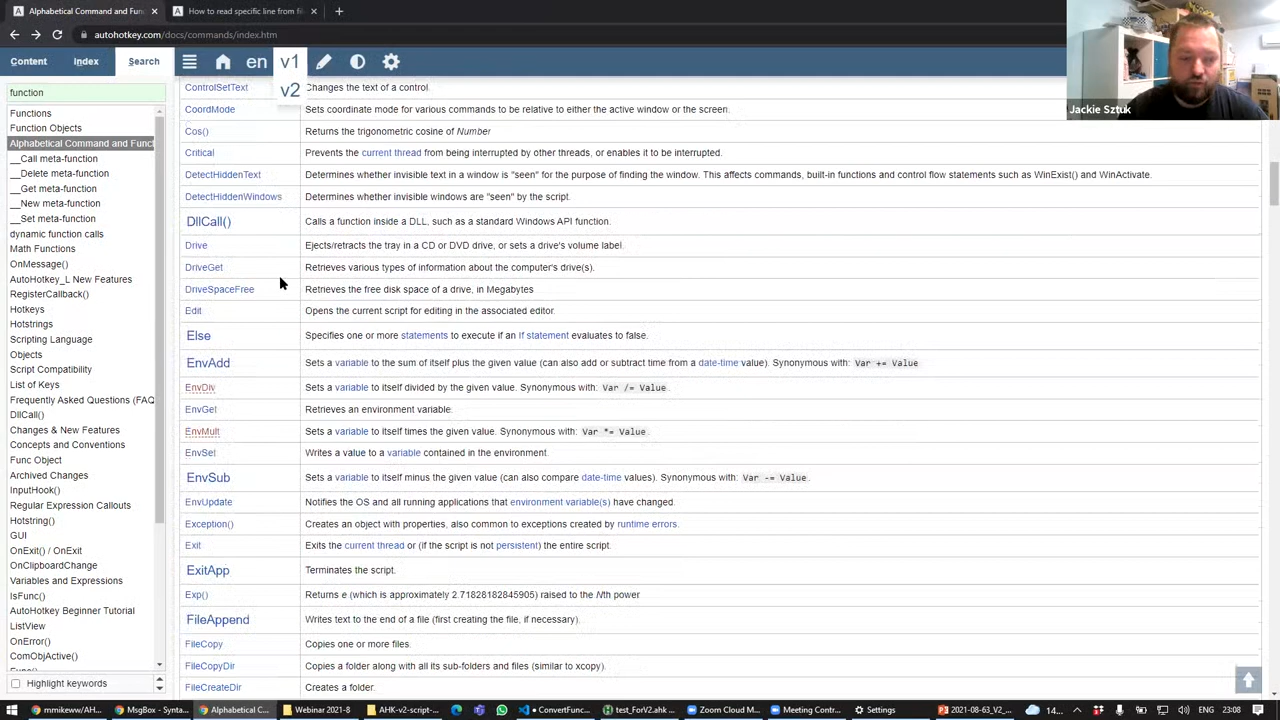 Alphabetical Command and Func
How to read specific line from file
autohotkey.com/docs/commands/index.htm
Jackie Sztuk
Content
Index
Search
en
v1
v2
function
Functions
Function Objects
Alphabetical Command and Funct
__Call meta-function
__Delete meta-function
__Get meta-function
__New meta-function
__Set meta-function
dynamic function calls
Math Functions
OnMessage()
AutoHotkey_L New Features
RegisterCallback()
Hotkeys
Hotstrings
Scripting Language
Objects
Script Compatibility
List of Keys
Frequently Asked Questions (FAQ
DllCall()
Changes & New Features
Concepts and Conventions
Func Object
Archived Changes
InputHook()
Regular Expression Callouts
Hotstring()
GUI
OnExit() / OnExit
OnClipboardChange
Variables and Expressions
IsFunc()
AutoHotkey Beginner Tutorial
ListView
OnError()
ComObjActive()
Func()
Highlight keywords
ControlSetText Changes the text of a control.
CoordMode Sets coordinate mode for various commands to be relative to either the active window or the screen.
Cos() Returns the trigonometric cosine of Number
Critical Prevents the current thread from being interrupted by other threads, or enables it to be interrupted.
DetectHiddenText Determines whether invisible text in a window is "seen" for the purpose of finding the window. This affects commands, built-in functions and control flow statements such as WinExist() and WinActivate.
DetectHiddenWindows Determines whether invisible windows are "seen" by the script.
DllCall() Calls a function inside a DLL, such as a standard Windows API function.
Drive Ejects/retracts the tray in a CD or DVD drive, or sets a drive's volume label.
DriveGet Retrieves various types of information about the computer's drive(s).
DriveSpaceFree Retrieves the free disk space of a drive, in Megabytes
Edit Opens the current script for editing in the associated editor.
Else Specifies one or more statements to execute if an If statement evaluates to false.
EnvAdd Sets a variable to the sum of itself plus the given value (can also add or subtract time from a date-time value). Synonymous with: Var += Value.
EnvDiv Sets a variable to itself divided by the given value. Synonymous with: Var /= Value.
EnvGet Retrieves an environment variable.
EnvMult Sets a variable to itself times the given value. Synonymous with: Var *= Value.
EnvSet Writes a value to a variable contained in the environment.
EnvSub Sets a variable to itself minus the given value (can also compare date-time values). Synonymous with: Var -= Value.
EnvUpdate Notifies the OS and all running applications that environment variable(s) have changed.
Exception() Creates an object with properties, also common to exceptions created by runtime errors.
Exit Exits the current thread or (if the script is not persistent) the entire script.
ExitApp Terminates the script.
Exp() Returns e (which is approximately 2.71828182845905) raised to the Nth power
FileAppend Writes text to the end of a file (first creating the file, if necessary).
FileCopy Copies one or more files.
FileCopyDir Copies a folder along with all its sub-folders and files (similar to xcopy).
FileCreateDir Creates a folder.
mmikeww/AH...
MsgBox - Synta...
Alphabetical C...
Webinar 2021-8
AHK-v2-script-...
ConvertFunc...
test_ForV2.ahk ...
Zoom Cloud M...
Meeting Contr...
Settings
2021-08-63_V2_...
14...
23:08